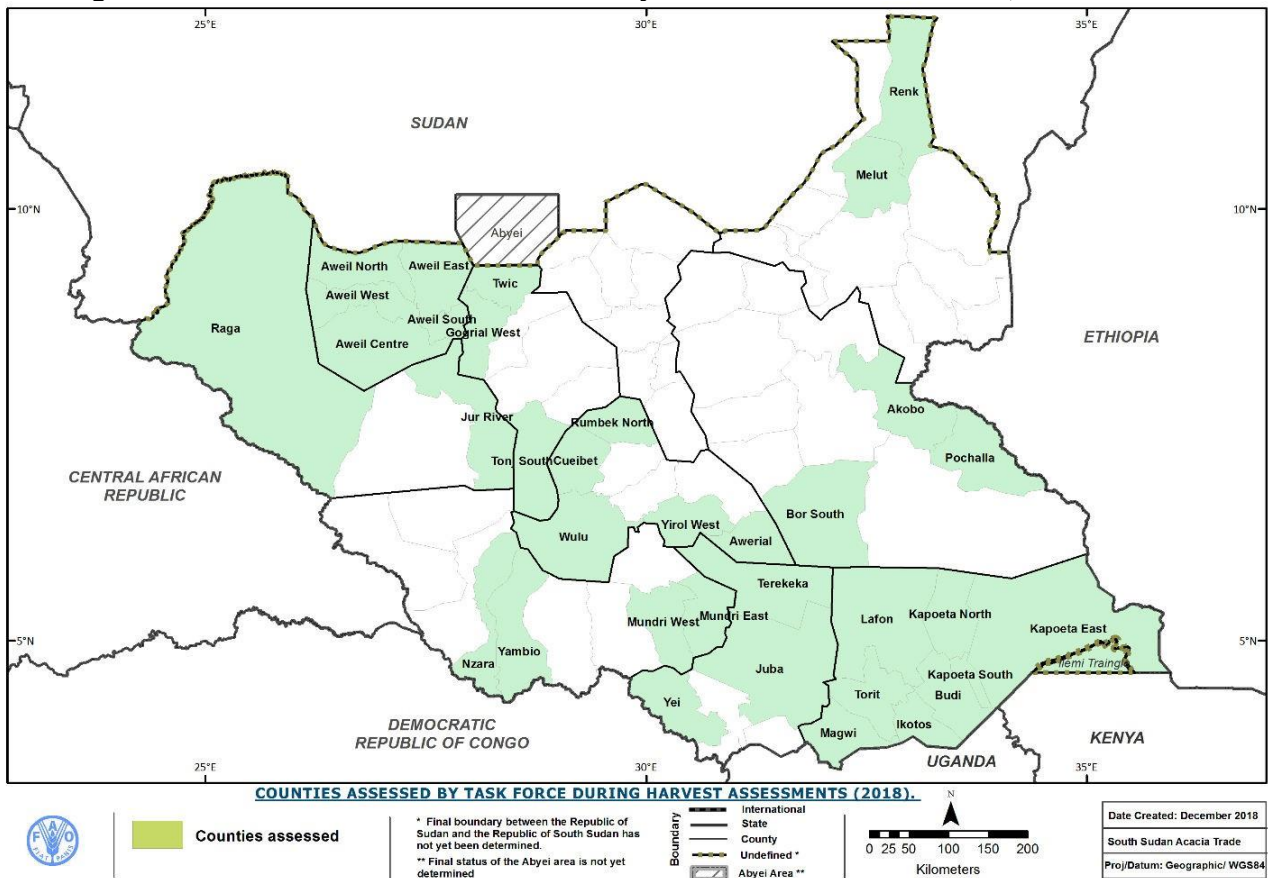 25°E
30°E
35°E
SUDAN
Renk
Melut
10°N
10°N
Abyei
Aweil North
Aweil East
Twic
Aweil West
Raga
Aweil South
Gogrial West
Aweil Centre
ETHIOPIA
Akobo
Jur River
Rumbek North
Pochalla
Tonj South
Cueibet
CENTRAL AFRICAN
REPUBLIC
Bor South
Yirol West
Wulu
Awerial
Terekeka
Mundri West
Mundri East
Lafon
Kapoeta North
Kapoeta East
5°N
5°N
Yambio
Nzara
Ilemi Traingle
Juba
Kapoeta South
Yei
Torit
Budi
Magwi
Ikotos
DEMOCRATIC
REPUBLIC OF CONGO
KENYA
UGANDA
25°E
30°E
35°E
COUNTIES ASSESSED BY TASK FORCE DURING HARVEST ASSESSMENTS (2018).
FAO
FIAT PANIS
Counties assessed
* Final boundary between the Republic of
Sudan and the Republic of South Sudan has
not yet been determined.
** Final status of the Abyei area is not yet
determined
Boundary
International
State
County
Undefined *
Abyei Area **
N
0 25 50 100 150 200
Kilometers
Date Created: December 2018
South Sudan Acacia Trade
Proj/Datum: Geographic/ WGS84